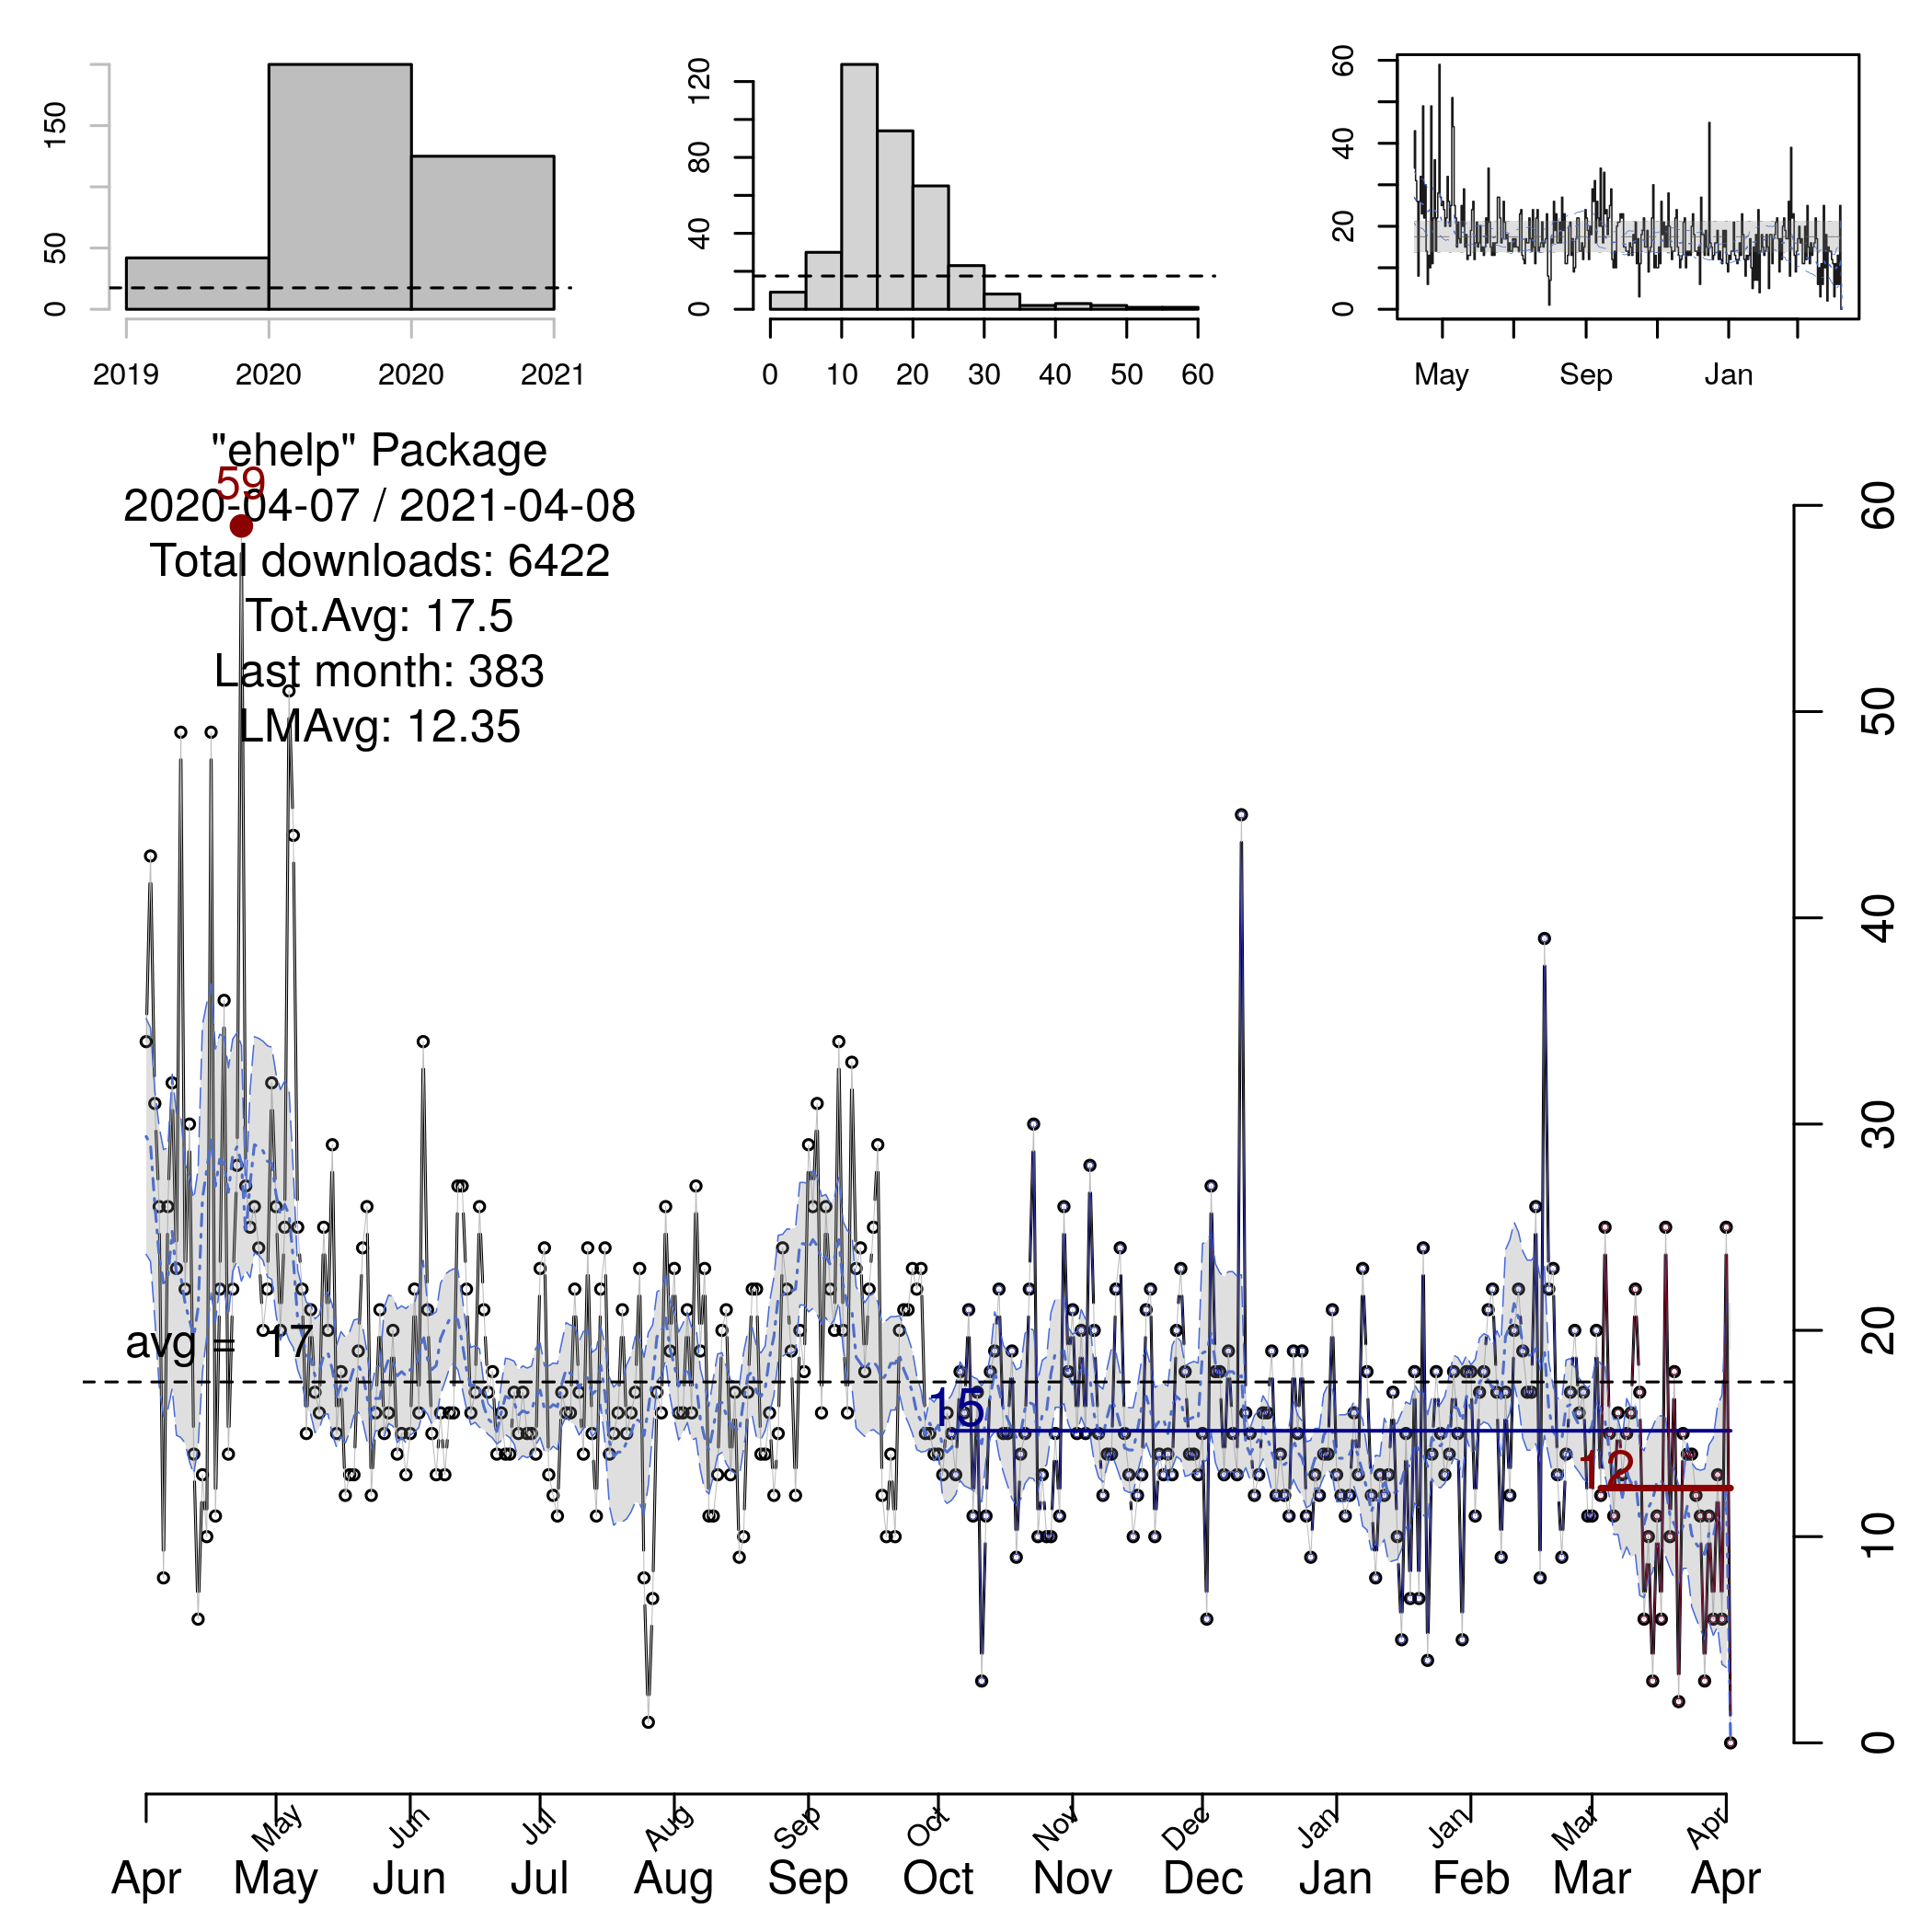 150
50
0
2019 2020 2020 2021
120
80
40
0
0 10 20 30 40 50 60
60
40
20
0
May Sep Jan
"ehelp" Package
59
2020-04-07 / 2021-04-08
Total downloads: 6422
Tot.Avg: 17.5
Last month: 383
LMAvg: 12.35
60
50
40
30
20
10
0
avg = 17
15
12
May Jun Jul Aug Sep Oct Nov Dec Jan Jan Mar Apr
Apr May Jun Jul Aug Sep Oct Nov Dec Jan Feb Mar Apr